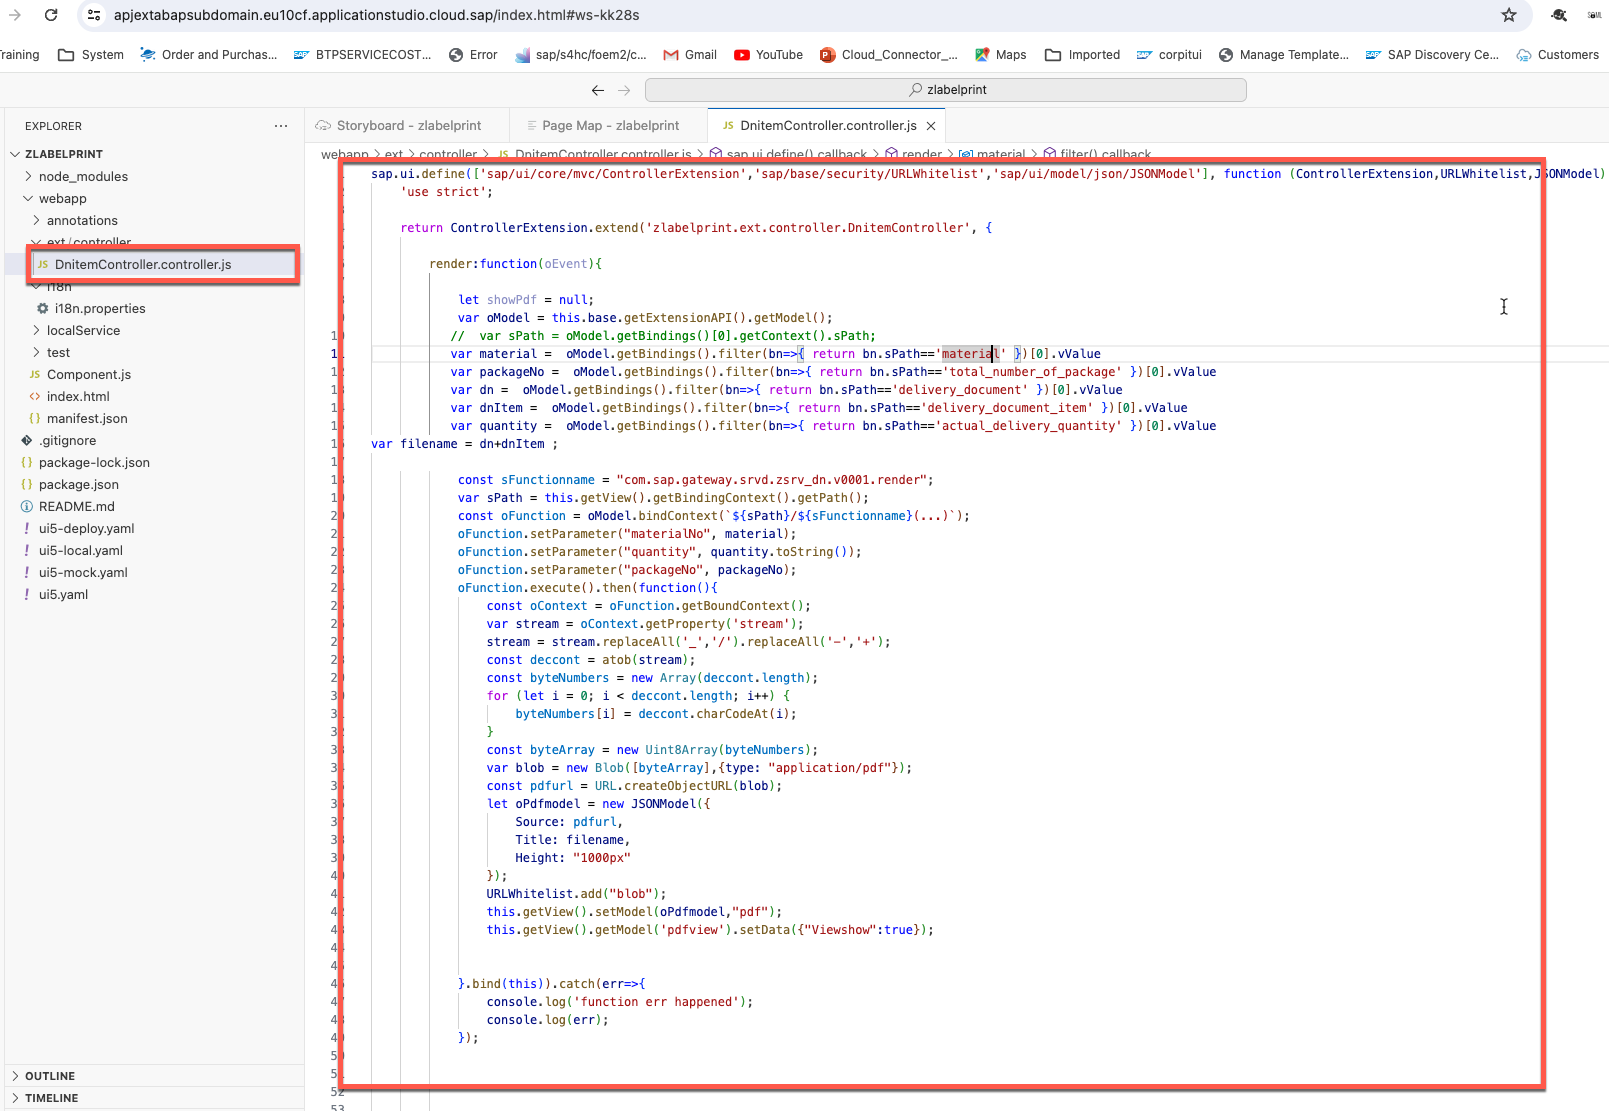 apjextabapsubdomain.eu10cf.applicationstudio.cloud.sap/index.html#ws-kk28s
raining System Order and Purchas... BTPSERVICECOST... Error sap/s4hc/foem2/c... Gmail YouTube Cloud_Connector_... Maps Imported corpitui Manage Template... SAP Discovery Ce... Customers
zlabelprint
EXPLORER
Storyboard - zlabelprint
Page Map - zlabelprint
JS DnitemController.controller.js
webapp > ext > controller > JS DnitemController.controller.js > sap.ui.define() callback > render > material > filter() callback
ZLABELPRINT
node_modules
webapp
annotations
ext/controller
JS DnitemController.controller.js
i18n
i18n.properties
localService
test
JS Component.js
<> index.html
{} manifest.json
.gitignore
{} package-lock.json
{} package.json
README.md
! ui5-deploy.yaml
! ui5-local.yaml
! ui5-mock.yaml
! ui5.yaml
OUTLINE
TIMELINE
sap.ui.define(['sap/ui/core/mvc/ControllerExtension','sap/base/security/URLWhitelist','sap/ui/model/json/JSONModel'], function (ControllerExtension,URLWhitelist,JSONModel)
'use strict';
return ControllerExtension.extend('zlabelprint.ext.controller.DnitemController', {
render:function(oEvent){
let showPdf = null;
var oModel = this.base.getExtensionAPI().getModel();
// var sPath = oModel.getBindings()[0].getContext().sPath;
var material = oModel.getBindings().filter(bn=>{ return bn.sPath=='material' })[0].vValue
var packageNo = oModel.getBindings().filter(bn=>{ return bn.sPath=='total_number_of_package' })[0].vValue
var dn = oModel.getBindings().filter(bn=>{ return bn.sPath=='delivery_document' })[0].vValue
var dnItem = oModel.getBindings().filter(bn=>{ return bn.sPath=='delivery_document_item' })[0].vValue
var quantity = oModel.getBindings().filter(bn=>{ return bn.sPath=='actual_delivery_quantity' })[0].vValue
var filename = dn+dnItem ;
const sFunctionname = "com.sap.gateway.srvd.zsrv_dn.v0001.render";
var sPath = this.getView().getBindingContext().getPath();
const oFunction = oModel.bindContext(`${sPath}/${sFunctionname}(...)`);
oFunction.setParameter("materialNo", material);
oFunction.setParameter("quantity", quantity.toString());
oFunction.setParameter("packageNo", packageNo);
oFunction.execute().then(function(){
const oContext = oFunction.getBoundContext();
var stream = oContext.getProperty('stream');
stream = stream.replaceAll('_','/').replaceAll('-','+');
const deccont = atob(stream);
const byteNumbers = new Array(deccont.length);
for (let i = 0; i < deccont.length; i++) {
byteNumbers[i] = deccont.charCodeAt(i);
}
const byteArray = new Uint8Array(byteNumbers);
var blob = new Blob([byteArray],{type: "application/pdf"});
const pdfurl = URL.createObjectURL(blob);
let oPdfmodel = new JSONModel({
Source: pdfurl,
Title: filename,
Height: "1000px"
});
URLWhitelist.add("blob");
this.getView().setModel(oPdfmodel,"pdf");
this.getView().getModel('pdfview').setData({"Viewshow":true});
}.bind(this)).catch(err=>{
console.log('function err happened');
console.log(err);
});
52
53